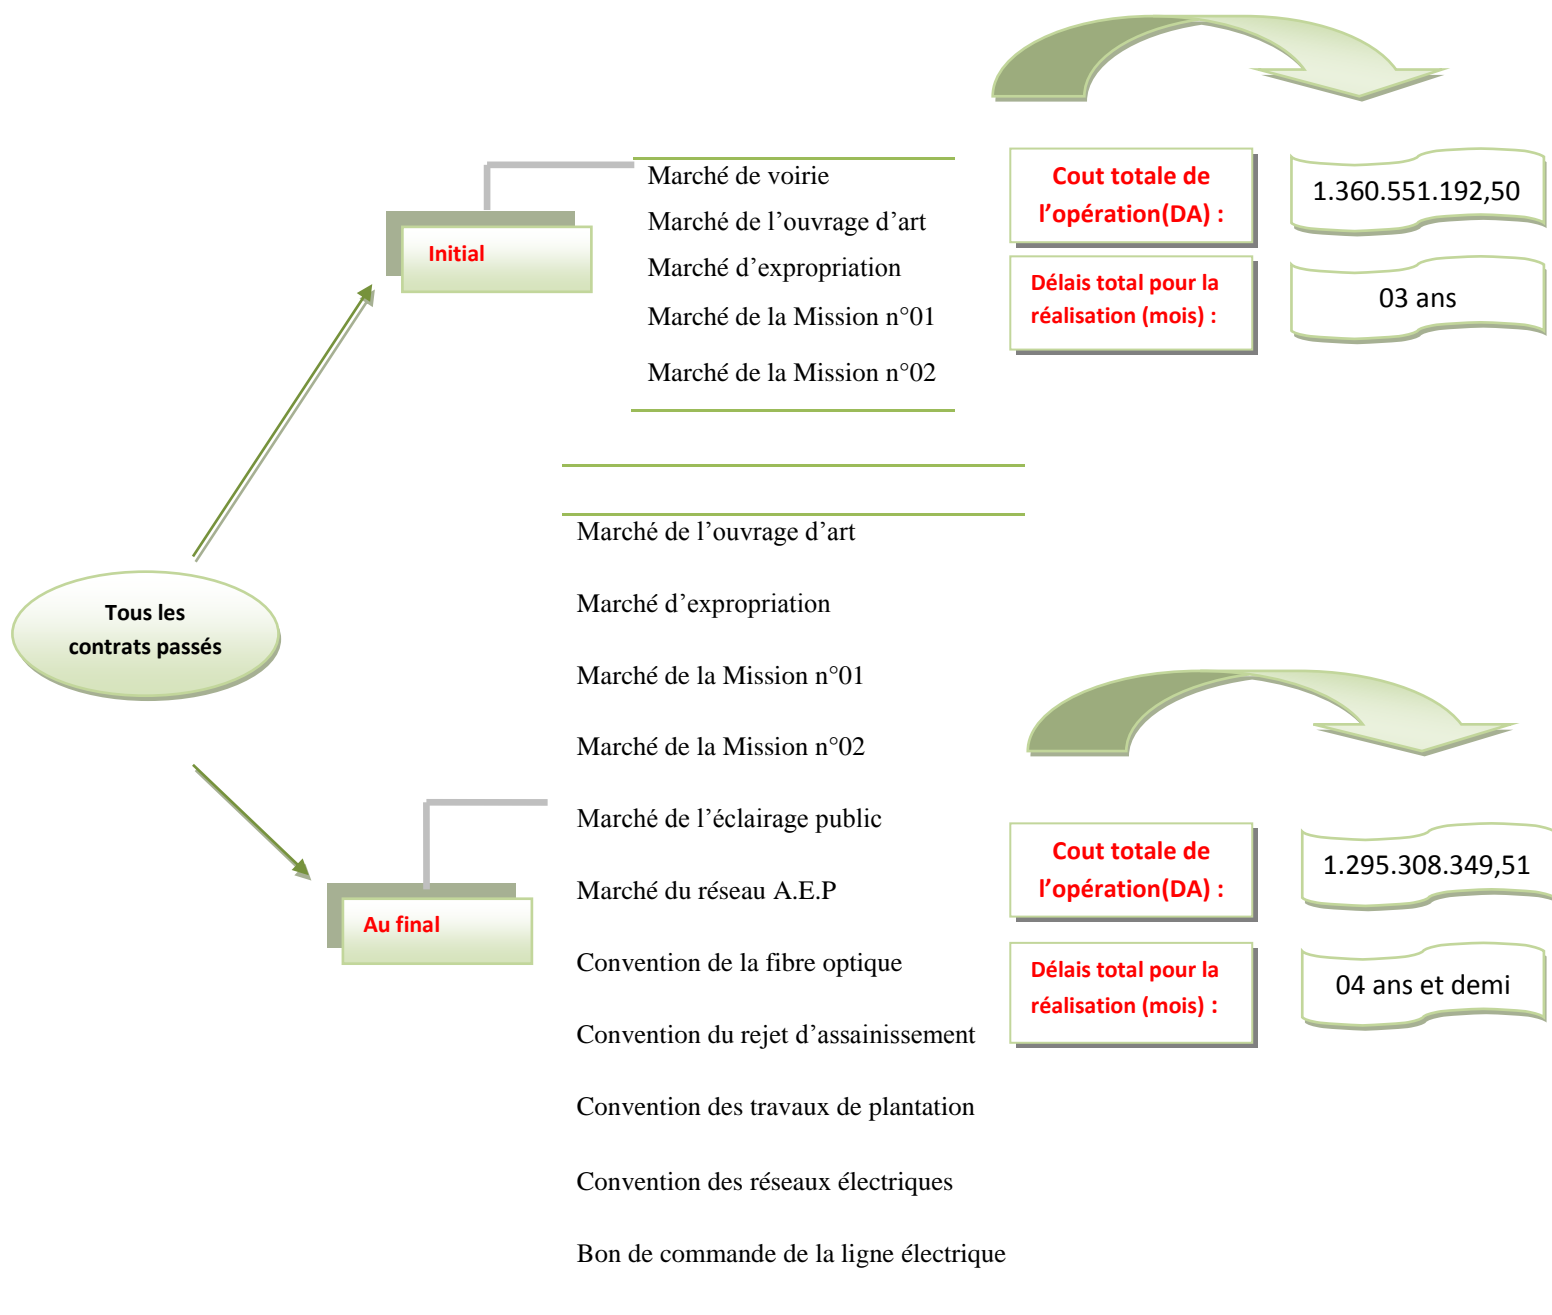 Tous les
contrats passés
Initial
Marché de voirie
Marché de l’ouvrage d’art
Marché d’expropriation
Marché de la Mission n°01
Marché de la Mission n°02
Cout totale de
l’opération(DA) :
1.360.551.192,50
Délais total pour la
réalisation (mois) :
03 ans
Au final
Marché de l’ouvrage d’art
Marché d’expropriation
Marché de la Mission n°01
Marché de la Mission n°02
Marché de l’éclairage public
Marché du réseau A.E.P
Convention de la fibre optique
Convention du rejet d’assainissement
Convention des travaux de plantation
Convention des réseaux électriques
Bon de commande de la ligne électrique
Cout totale de
l’opération(DA) :
1.295.308.349,51
Délais total pour la
réalisation (mois) :
04 ans et demi